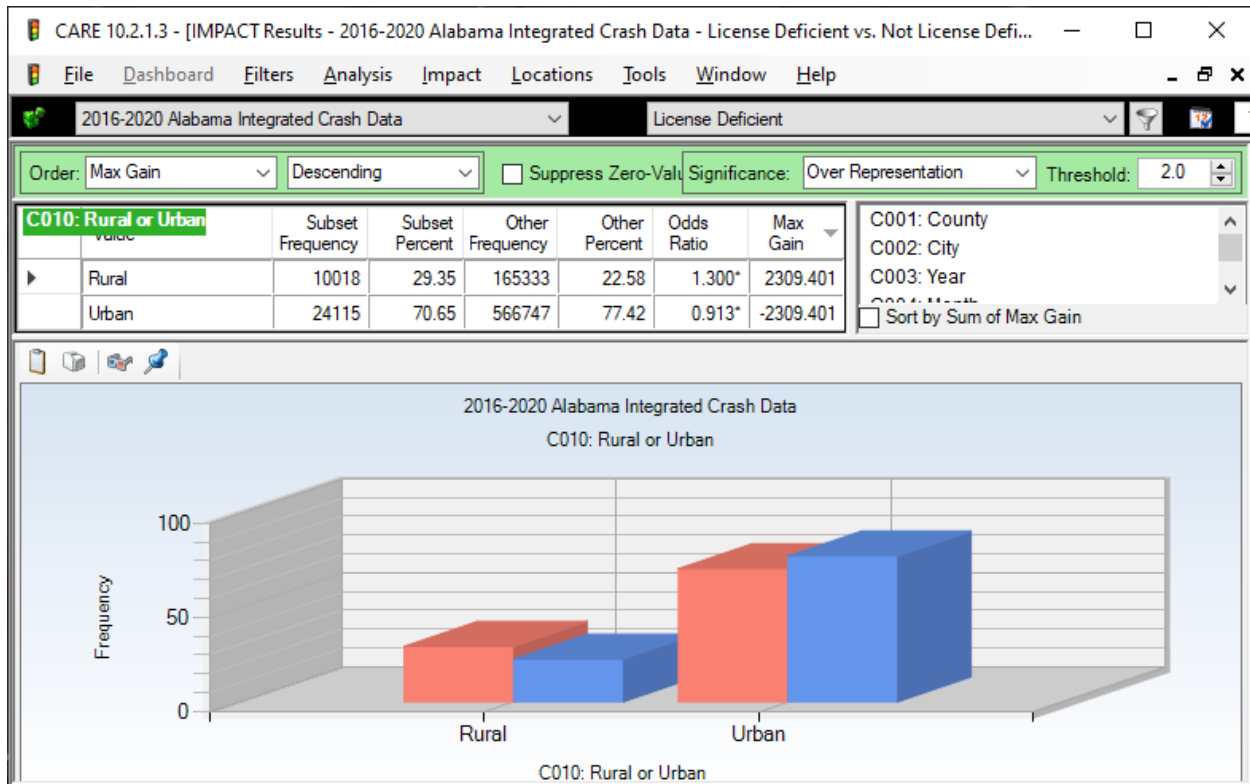 CARE 10.2.1.3 - [IMPACT Results - 2016-2020 Alabama Integrated Crash Data - License Deficient vs. Not License Defi...
File Dashboard Filters Analysis Impact Locations Tools Window Help
2016-2020 Alabama Integrated Crash Data License Deficient
Order: Max Gain Descending Suppress Zero-Valu Significance: Over Representation Threshold: 2.0
C010: Rural or Urban Subset Frequency Subset Percent Other Frequency Other Percent Odds Ratio Max Gain
Rural 10018 29.35 165333 22.58 1.300* 2309.401
Urban 24115 70.65 566747 77.42 0.913* -2309.401
C001: County
C002: City
C003: Year
C004: Month
Sort by Sum of Max Gain
2016-2020 Alabama Integrated Crash Data
C010: Rural or Urban
100
50
0
Frequency
Rural Urban
C010: Rural or Urban